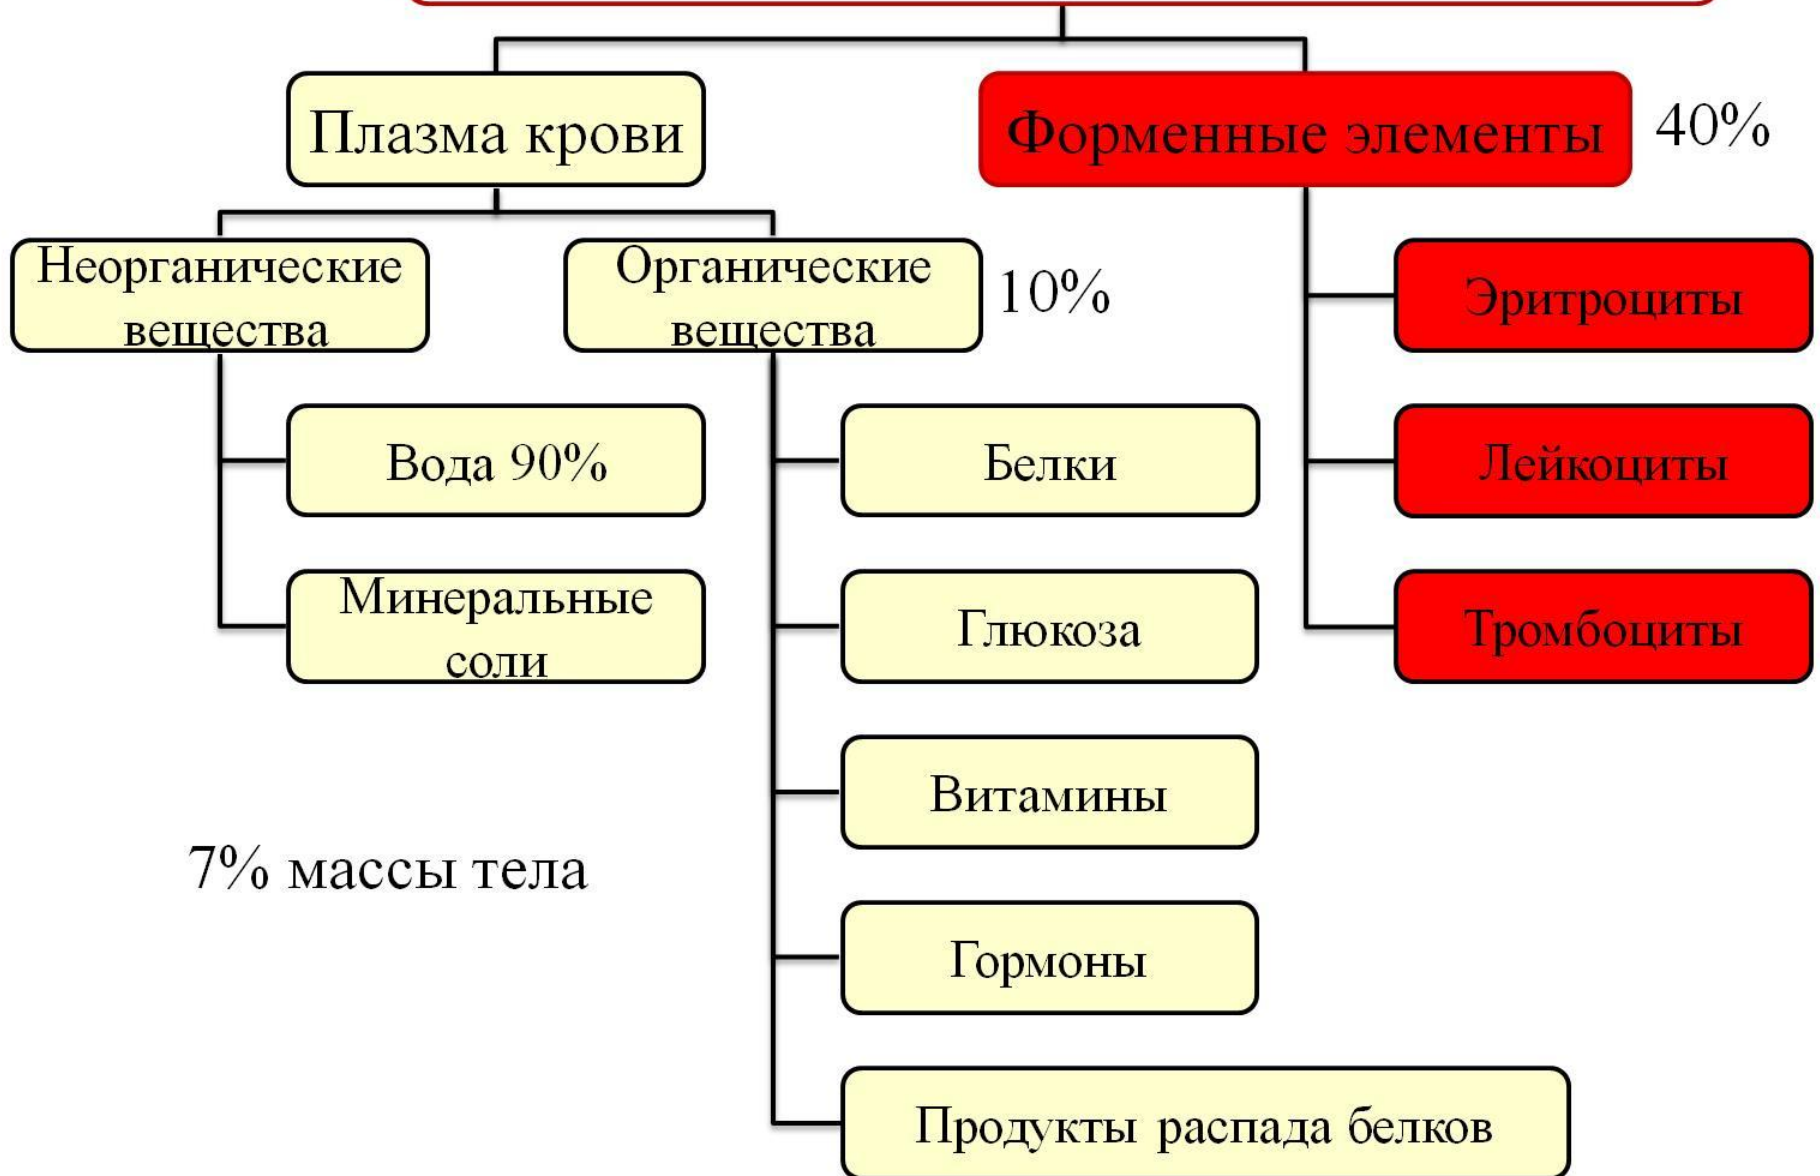 Плазма крови
Форменные элементы
40%
Неорганические
вещества
Органические
вещества
10%
Эритроциты
Вода 90%
Белки
Лейкоциты
Минеральные
соли
Глюкоза
Тромбоциты
Витамины
7% массы тела
Гормоны
Продукты распада белков